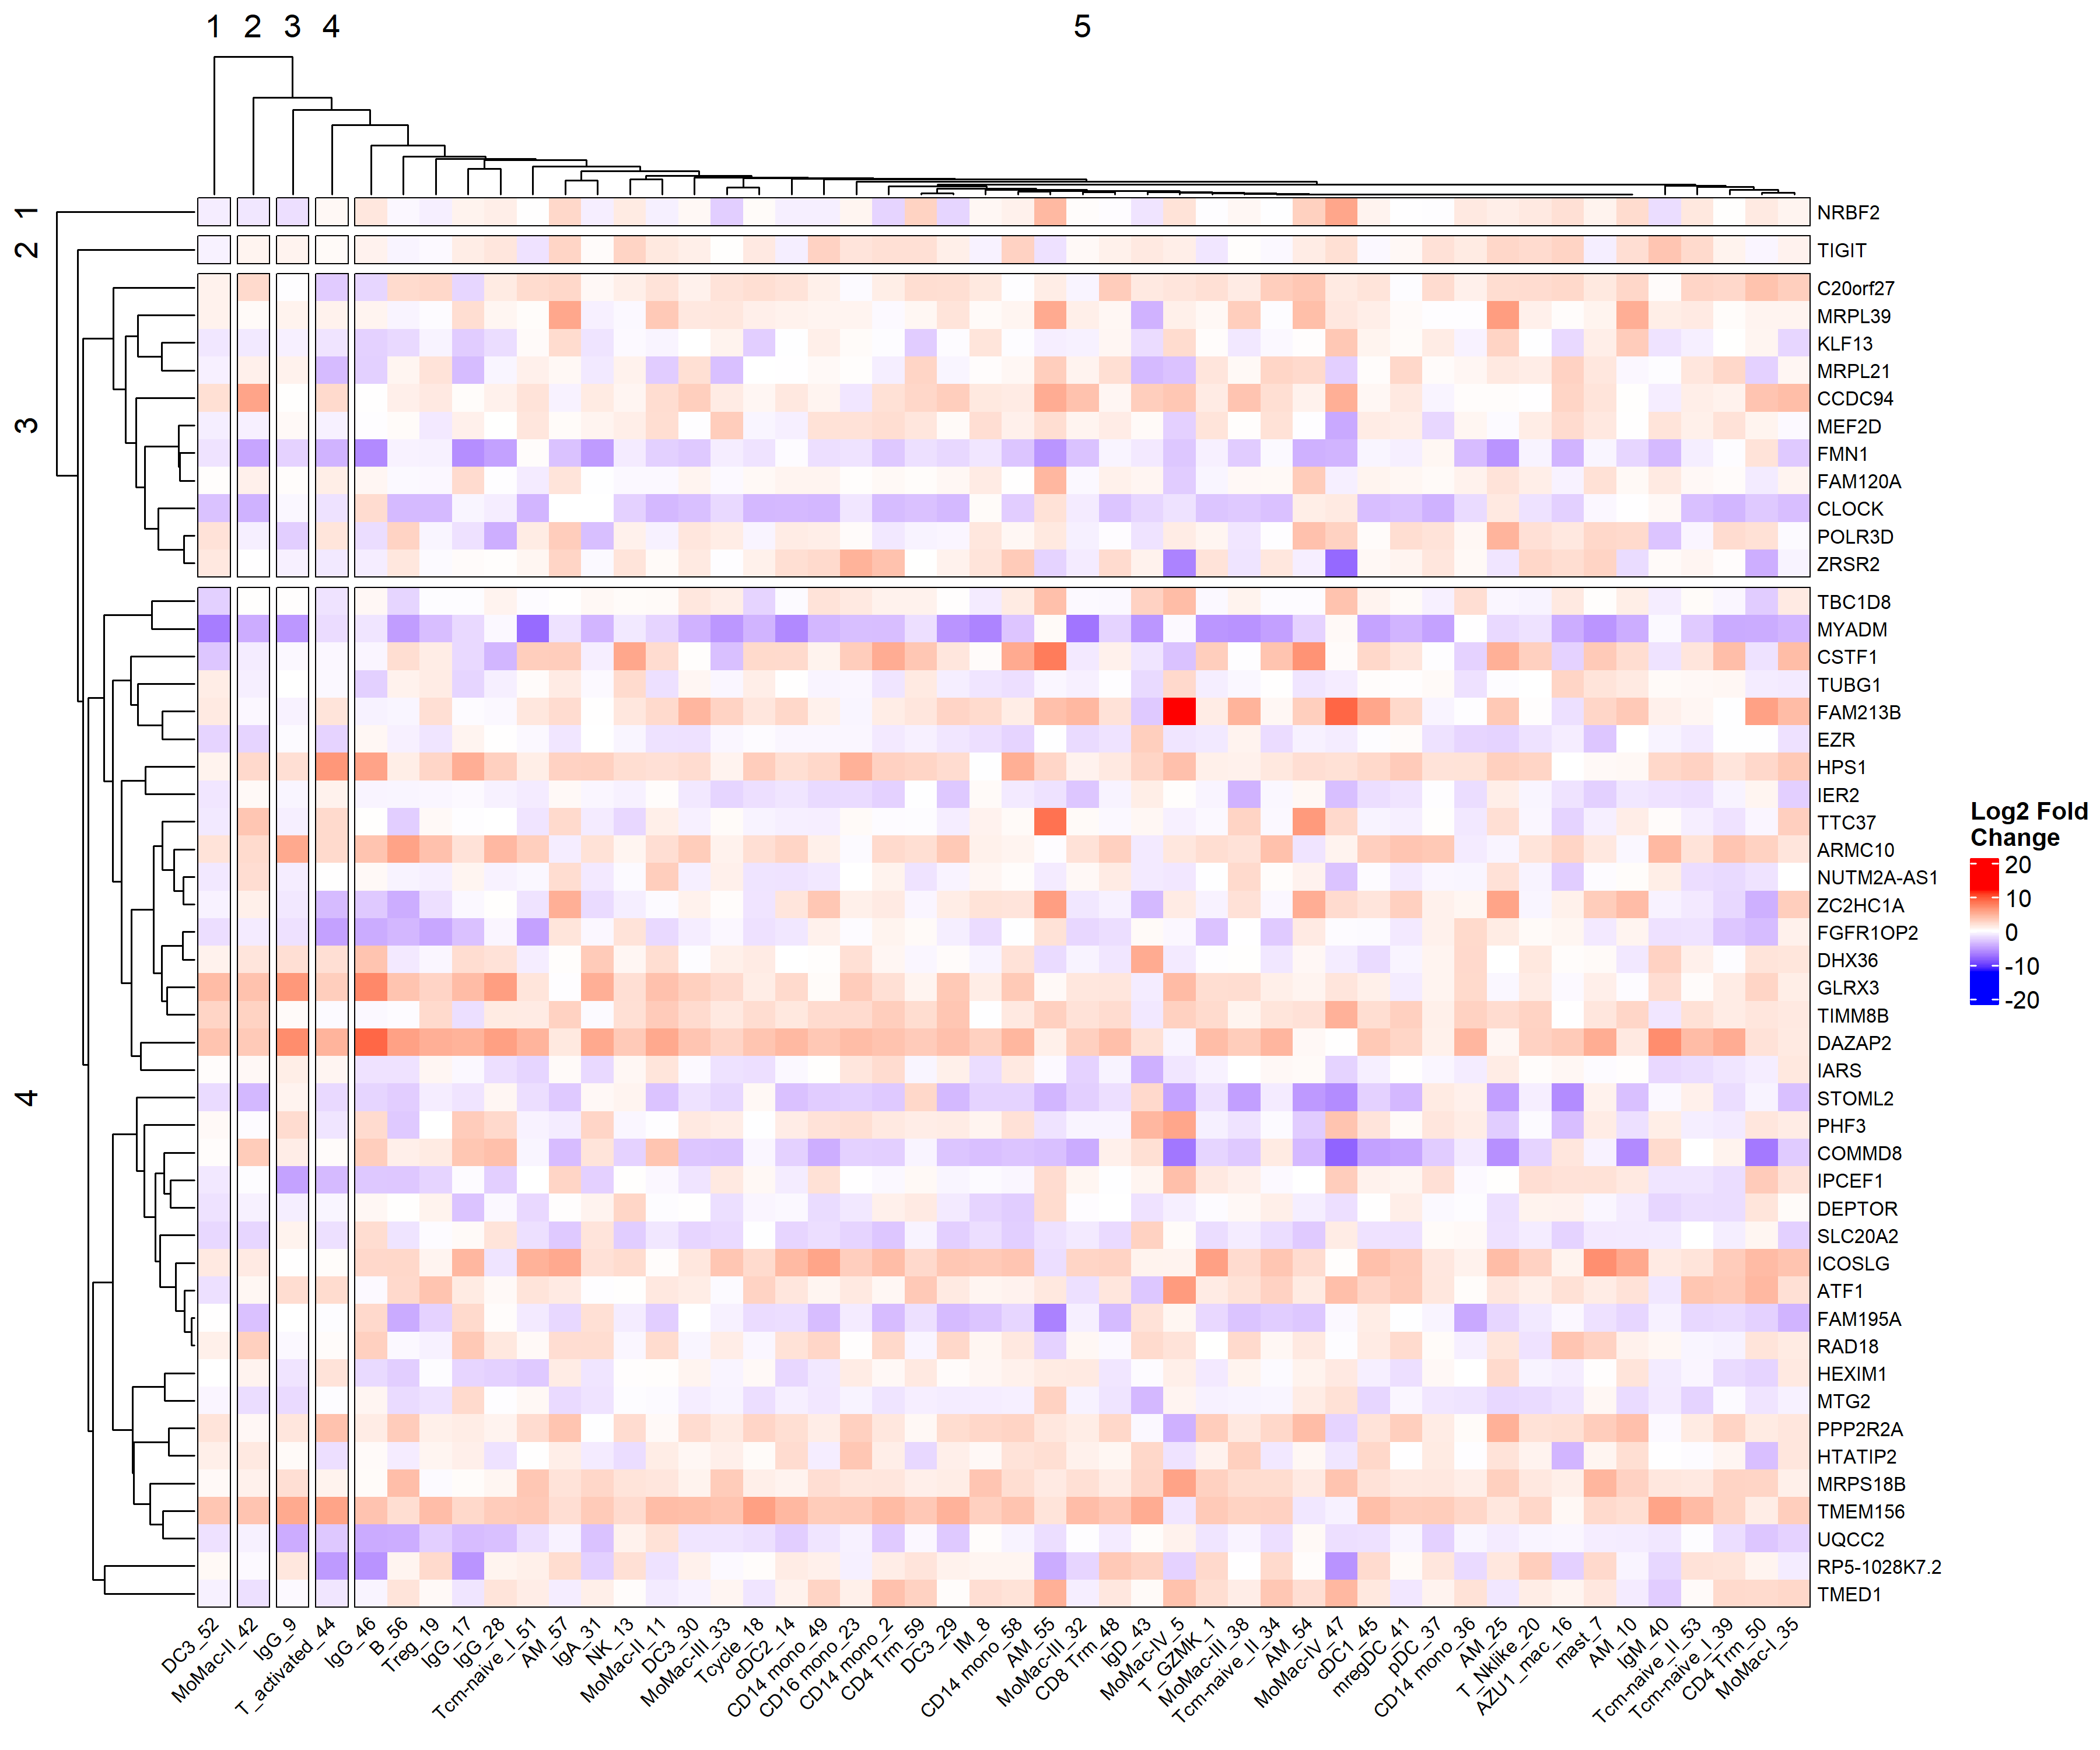 1 2 3 4 5
1
2
3
4
NRBF2
TIGIT
C20orf27
MRPL39
KLF13
MRPL21
CCDC94
MEF2D
FMN1
FAM120A
CLOCK
POLR3D
ZRSR2
TBC1D8
MYADM
CSTF1
TUBG1
FAM213B
EZR
HPS1
IER2
TTC37
ARMC10
NUTM2A-AS1
ZC2HC1A
FGFR1OP2
DHX36
GLRX3
TIMM8B
DAZAP2
IARS
STOML2
PHF3
COMMD8
IPCEF1
DEPTOR
SLC20A2
ICOSLG
ATF1
FAM195A
RAD18
HEXIM1
MTG2
PPP2R2A
HTATIP2
MRPS18B
TMEM156
UQCC2
RP5-1028K7.2
TMED1
Log2 Fold
Change
20
10
0
-10
-20
DC3_52
MoMac-II_42
IgG_9
T_activated_44
IgG_46
B_56
Treg_19
IgG_17
IgG_28
Tcm-naive_I_51
AM_57
IgA_31
NK_13
MoMac-II_11
DC3_30
MoMac-III_33
Tcycle_18
cDC2_14
CD14 mono_49
CD16 mono_23
CD14 mono_2
CD4 Trm_59
DC3_29
IM_8
CD14 mono_58
AM_55
MoMac-III_32
CD8 Trm_48
IgD_43
MoMac-IV_5
T_GZMK_1
MoMac-III_38
Tcm-naive_II_34
AM_54
MoMac-IV_47
cDC1_45
mregDC_41
pDC_37
CD14 mono_36
AM_25
T_Nklike_20
AZU1_mac_16
mast_7
AM_10
IgM_40
Tcm-naive_II_53
Tcm-naive_I_39
CD4 Trm_50
MoMac-I_35